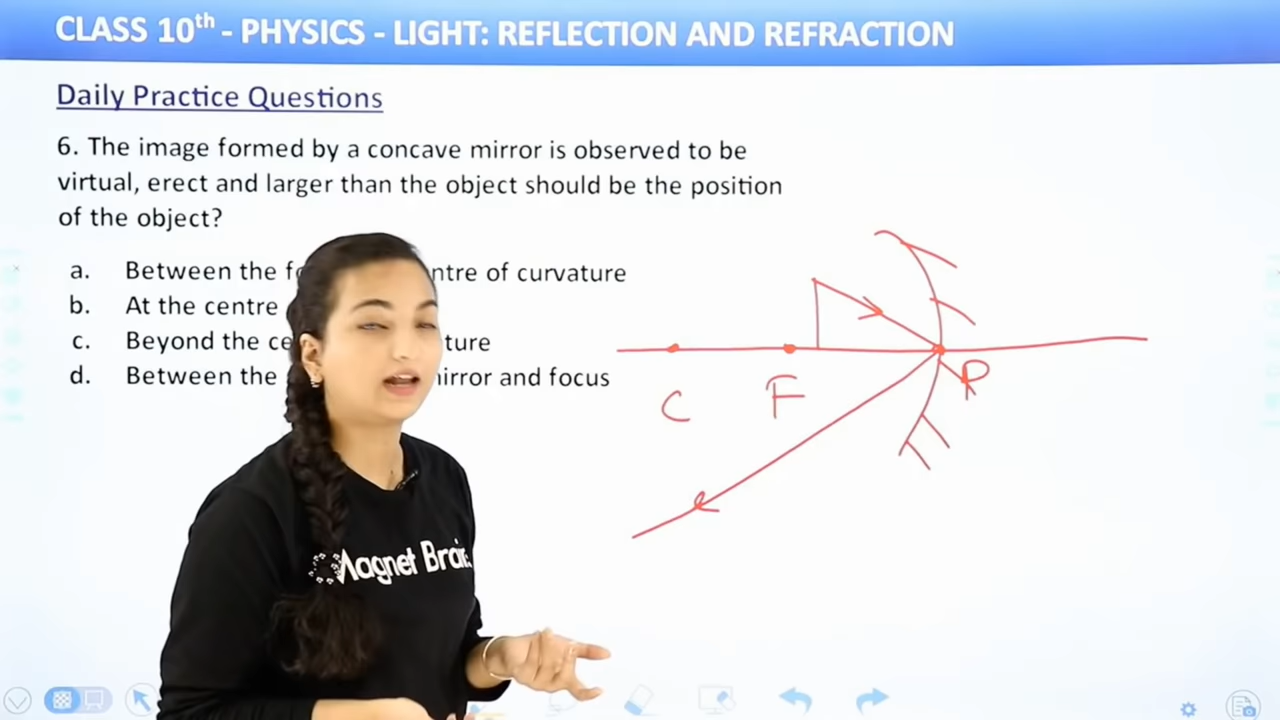 CLASS 10th - PHYSICS - LIGHT: REFLECTION AND REFRACTION
Daily Practice Questions
6. The image formed by a concave mirror is observed to be
virtual, erect and larger than the object should be the position
of the object?
a. Between the ntre of curvature
b. At the centre
c. Beyond the ture
d. Between the and focus
C
F
P
Magnet Brai